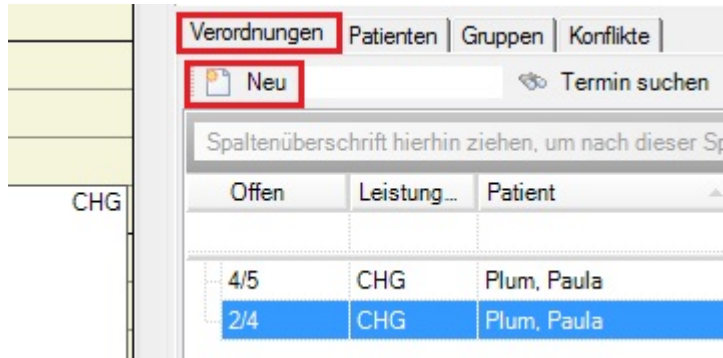 Verordnungen Patienten Gruppen Konflikte
Neu Termin suchen
Spaltenüberschrift hierhin ziehen, um nach dieser Sp
Offen Leistung... Patient
CHG
4/5 CHG Plum, Paula
2/4 CHG Plum, Paula